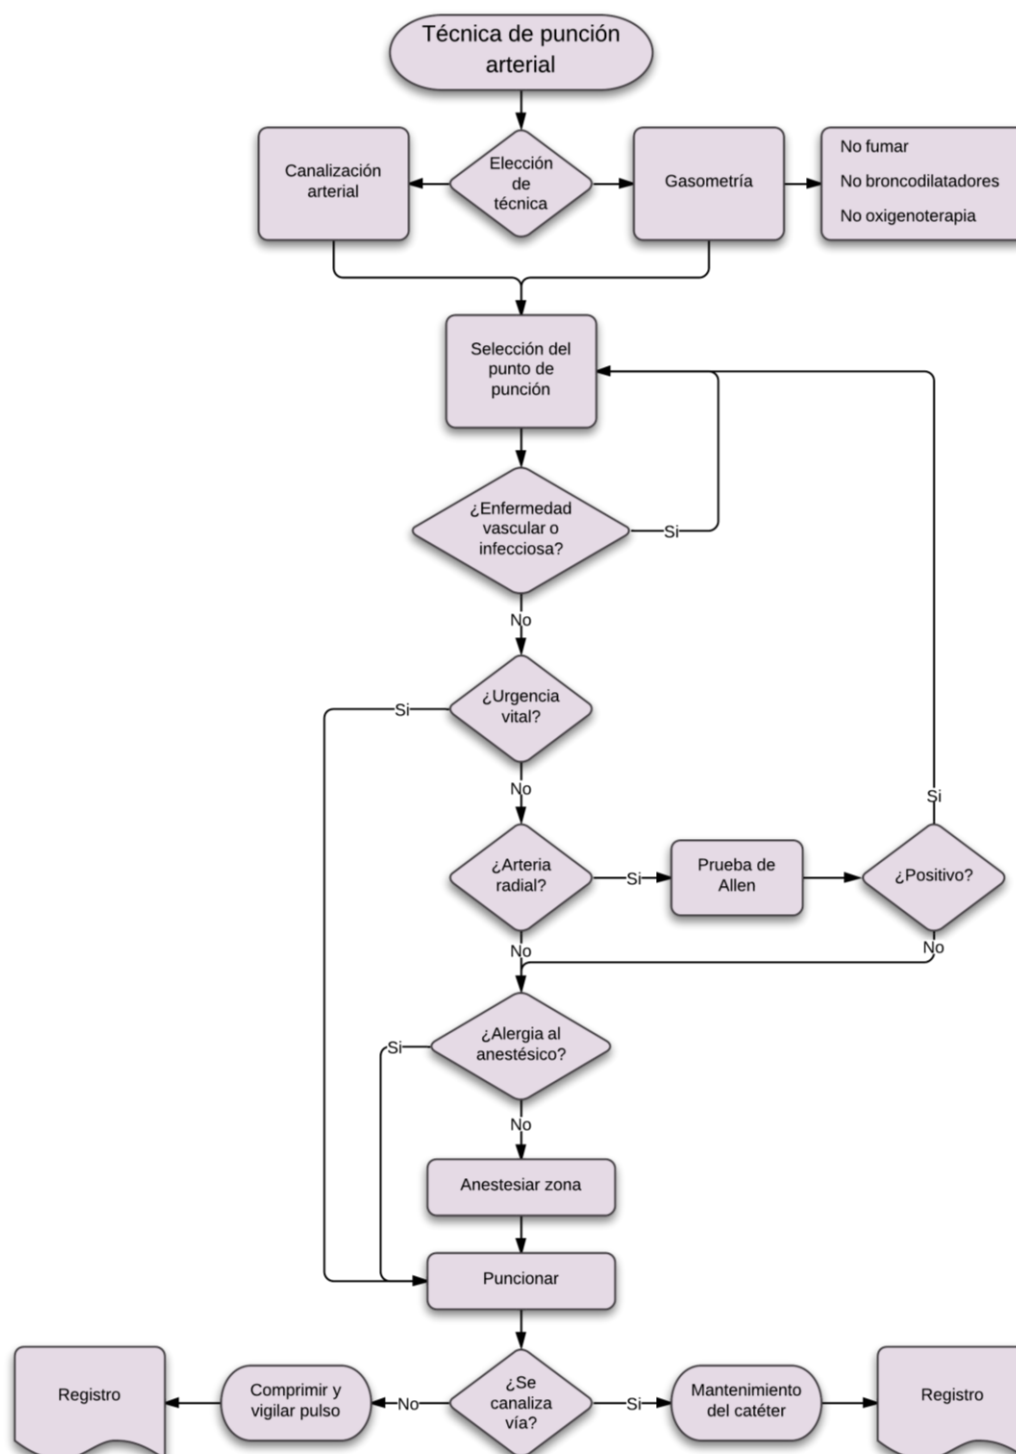 Técnica de punción
arterial
Canalización
arterial
Elección
de
técnica
Gasometría
No fumar
No broncodilatadores
No oxigenoterapia
Selección del
punto de
punción
¿Enfermedad
vascular o
infecciosa?
Si
No
¿Urgencia
vital?
Si
No
Si
¿Arteria
radial?
Si
Prueba de
Allen
¿Positivo?
No
No
¿Alergia al
anestésico?
Si
No
Anestesiar zona
Puncionar
Registro
Comprimir y
vigilar pulso
No
¿Se
canaliza
vía?
Si
Mantenimiento
del catéter
Registro